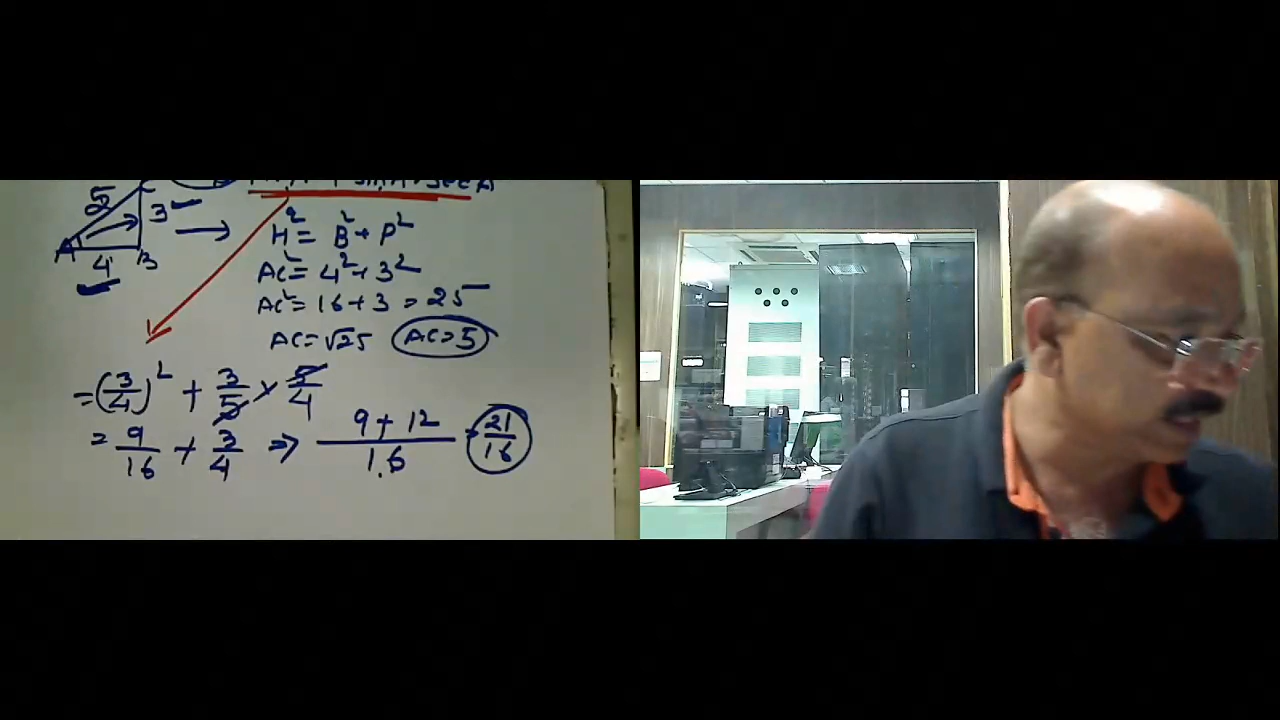 C
5
3
A
4
B
H² = B² + P²
AC² = 4² + 3²
AC² = 16 + 3 = 25
AC = √25 AC = 5
= (3/4)² + 3/5 × 5/4
= 9/16 + 3/4 ⇒ 9 + 12/16 = 21/16